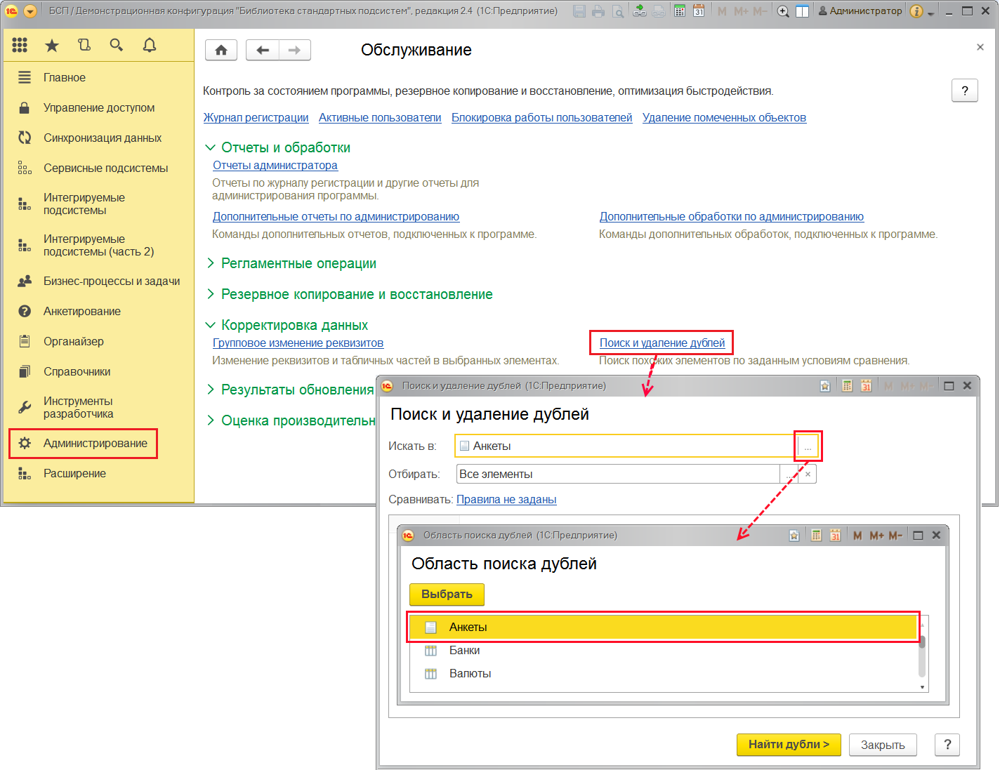 БСП / Демонстрационная конфигурация "Библиотека стандартных подсистем", редакция 2.4 (1С:Предприятие)
31
M M+ M-
Администратор
Обслуживание
Главное
Управление доступом
Синхронизация данных
Сервисные подсистемы
Интегрируемые
подсистемы
Интегрируемые
подсистемы (часть 2)
Бизнес-процессы и задачи
Анкетирование
Органайзер
Справочники
Инструменты
разработчика
Администрирование
Расширение
Контроль за состоянием программы, резервное копирование и восстановление, оптимизация быстродействия.
?
Журнал регистрации Активные пользователи Блокировка работы пользователей Удаление помеченных объектов
Отчеты и обработки
Отчеты администратора
Отчеты по журналу регистрации и другие отчеты для
администрирования программы.
Дополнительные отчеты по администрированию
Дополнительные обработки по администрированию
Команды дополнительных отчетов, подключенных к программе.
Команды дополнительных обработок, подключенных к программе.
Регламентные операции
Резервное копирование и восстановление
Корректировка данных
Групповое изменение реквизитов
Поиск и удаление дублей
Изменение реквизитов и табличных частей в выбранных элементах.
Поиск похожих элементов по заданным условиям сравнения.
Результаты обновления
Оценка производительн
Поиск и удаление дублей (1С:Предприятие)
31
M M+ M-
Поиск и удаление дублей
Искать в:
Анкеты
...
Отбирать:
Все элементы
...
×
Сравнивать: Правила не заданы
Область поиска дублей (1С:Предприятие)
31
M M+ M-
Область поиска дублей
Выбрать
Анкеты
Банки
Валюты
Найти дубли >
Закрыть
?